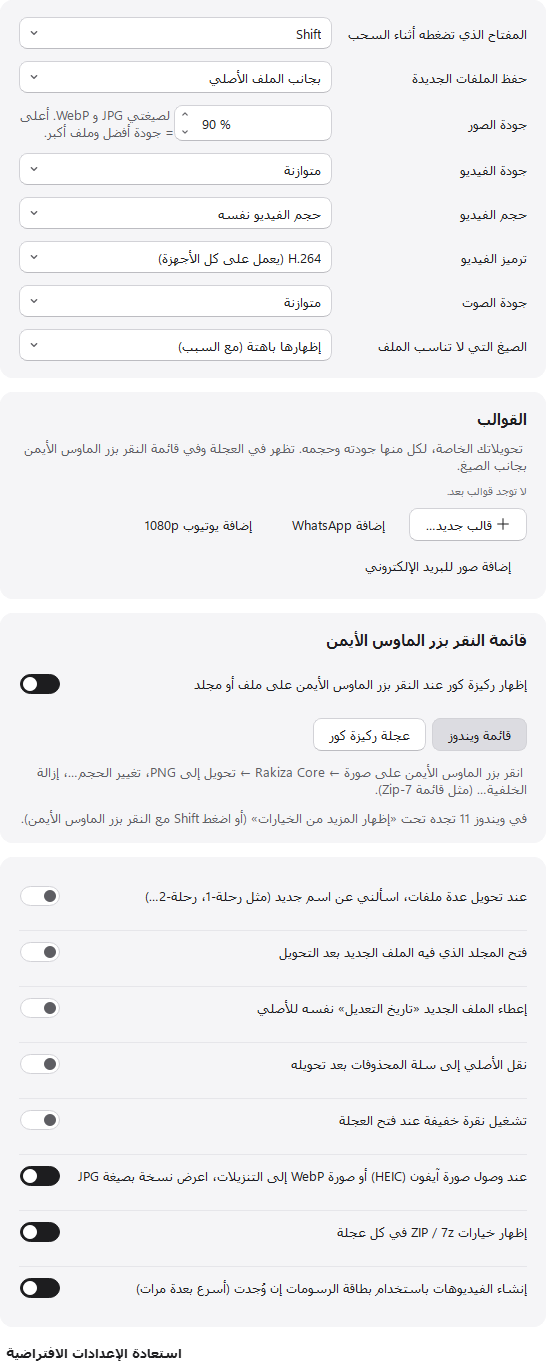 المفتاح الذي تضغطه أثناء السحب
Shift
حفظ الملفات الجديدة
بجانب الملف الأصلي
جودة الصور
90 %
لصيغتي JPG و WebP. أعلى
= جودة أفضل وملف أكبر.
جودة الفيديو
متوازنة
حجم الفيديو
حجم الفيديو نفسه
ترميز الفيديو
H.264 (يعمل على كل الأجهزة)
جودة الصوت
متوازنة
الصيغ التي لا تناسب الملف
إظهارها باهتة (مع السبب)
القوالب
تحويلاتك الخاصة، لكل منها جودته وحجمه. تظهر في العجلة وفي قائمة النقر بزر الماوس الأيمن
بجانب الصيغ.
لا توجد قوالب بعد.
+ قالب جديد...
إضافة WhatsApp
إضافة يوتيوب 1080p
إضافة صور للبريد الإلكتروني
قائمة النقر بزر الماوس الأيمن
إظهار ركيزة كور عند النقر بزر الماوس الأيمن على ملف أو مجلد
قائمة ويندوز
عجلة ركيزة كور
انقر بزر الماوس الأيمن على صورة ← Rakiza Core ← تحويل إلى PNG، تغيير الحجم...، إزالة
الخلفية... (مثل قائمة 7-Zip).
في ويندوز 11 تجده تحت «إظهار المزيد من الخيارات» (أو اضغط Shift مع النقر بزر الماوس الأيمن).
عند تحويل عدة ملفات، اسألني عن اسم جديد (مثل رحلة-1، رحلة-2...)
فتح المجلد الذي فيه الملف الجديد بعد التحويل
إعطاء الملف الجديد «تاريخ التعديل» نفسه للأصلي
نقل الأصلي إلى سلة المحذوفات بعد تحويله
تشغيل نقرة خفيفة عند فتح العجلة
عند وصول صورة آيفون (HEIC) أو صورة WebP إلى التنزيلات، اعرض نسخة بصيغة JPG
إظهار خيارات ZIP / 7z في كل عجلة
إنشاء الفيديوهات باستخدام بطاقة الرسومات إن وُجدت (أسرع بعدة مرات)
استعادة الإعدادات الافتراضية